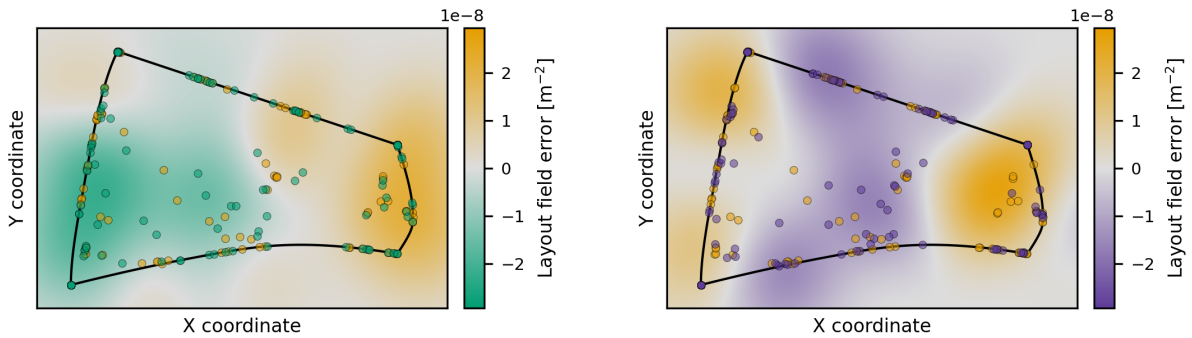 1e−8
2
1
0
−1
−2
Layout field error [m⁻²]
Y coordinate
X coordinate
1e−8
2
1
0
−1
−2
Layout field error [m⁻²]
Y coordinate
X coordinate